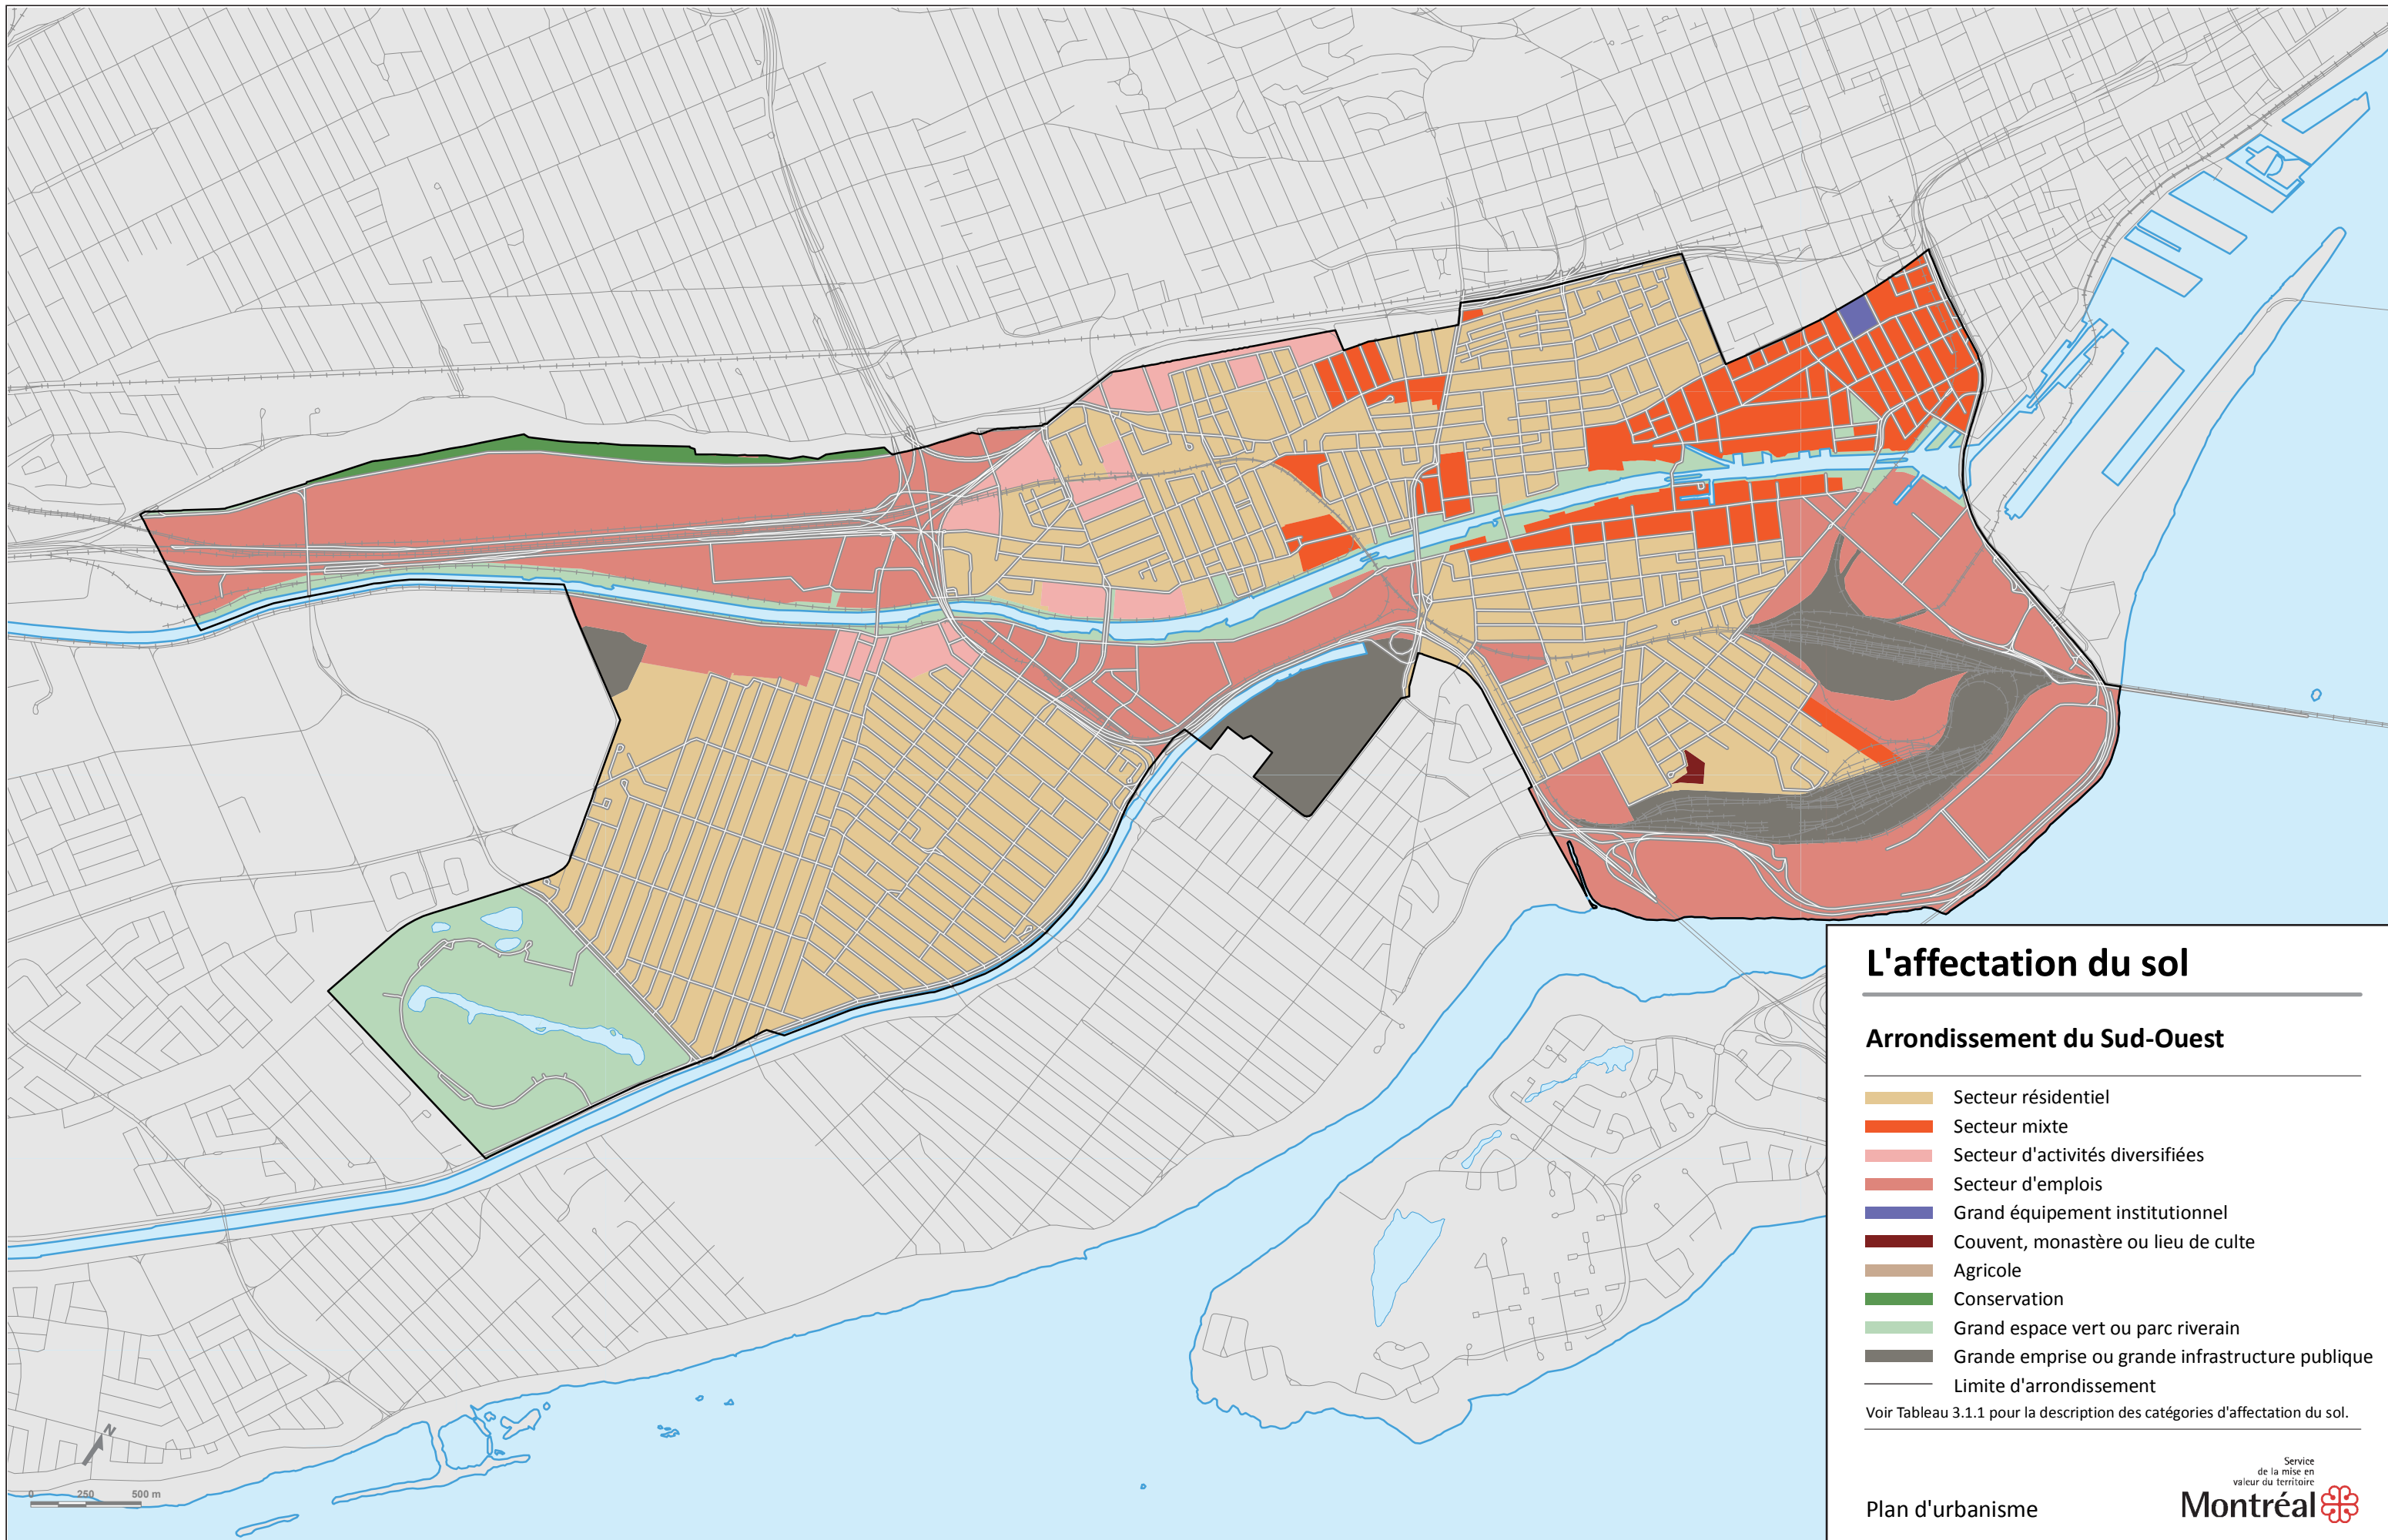 L'affectation du sol
Arrondissement du Sud-Ouest
Secteur résidentiel
Secteur mixte
Secteur d'activités diversifiées
Secteur d'emplois
Grand équipement institutionnel
Couvent, monastère ou lieu de culte
Agricole
Conservation
Grand espace vert ou parc riverain
Grande emprise ou grande infrastructure publique
Limite d'arrondissement
Voir Tableau 3.1.1 pour la description des catégories d'affectation du sol.
Service
de la mise en
valeur du territoire
Plan d'urbanisme
Montréal
N
0 250 500 m